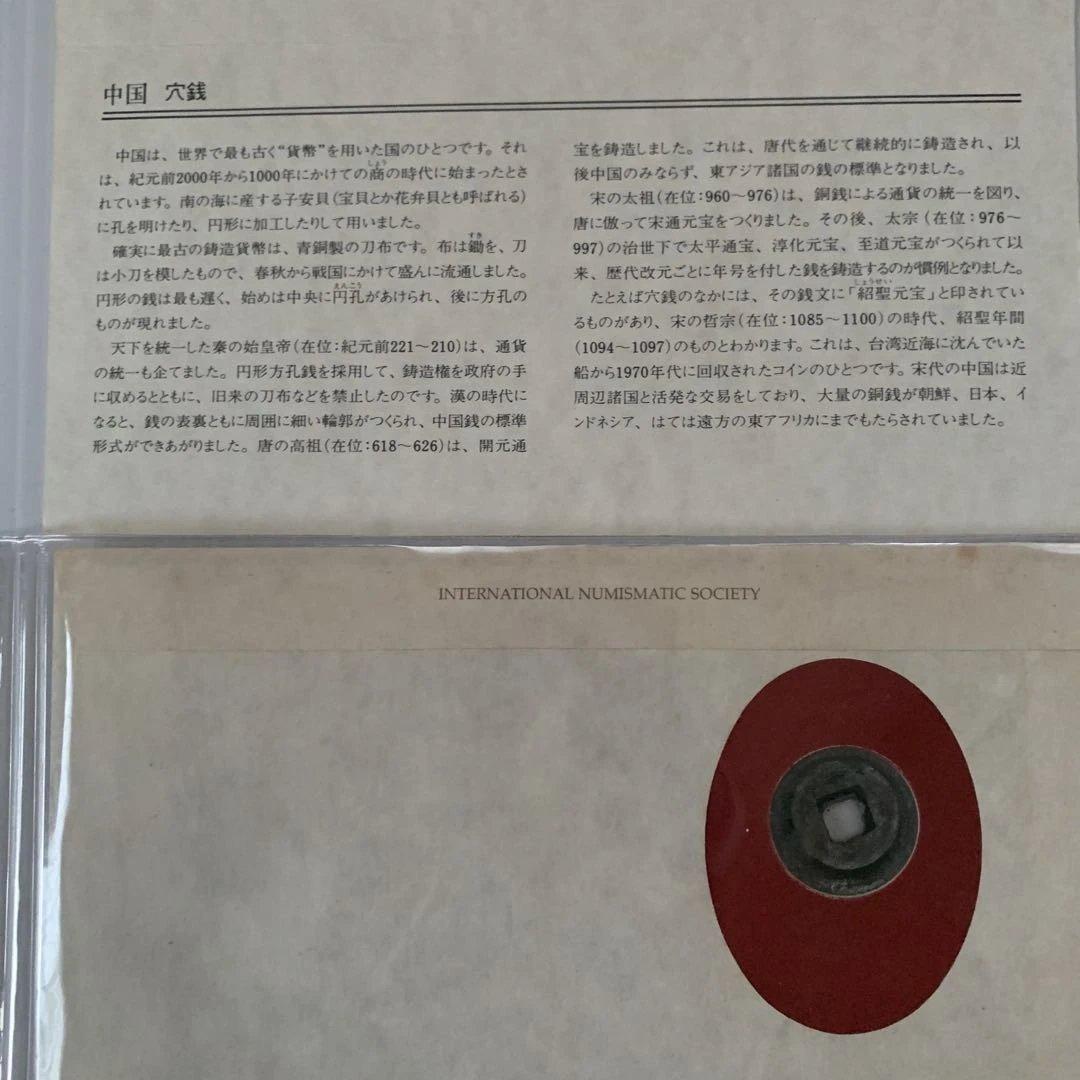 中国 穴銭
中国は、世界で最も古く“貨幣”を用いた国のひとつです。それ
は、紀元前2000年から1000年にかけての商の時代に始まったとさ
れています。南の海に産する子安貝(宝貝とか花弁貝とも呼ばれる)
に孔を明けたり、円形に加工したりして用いました。
確実に最古の鋳造貨幣は、青銅製の刀布です。布は鋤を、刀
は小刀を模したもので、春秋から戦国にかけて盛んに流通しました。
円形の銭は最も遅く、始めは中央に円孔があけられ、後に方孔の
ものが現れました。
天下を統一した秦の始皇帝(在位:紀元前221〜210)は、通貨
の統一も企てました。円形方孔銭を採用して、鋳造権を政府の手
に収めるとともに、旧来の刀布などを禁止したのです。漢の時代に
なると、銭の表裏ともに周囲に細い輪郭がつくられ、中国銭の標準
形式ができあがりました。唐の高祖(在位:618〜626)は、開元通
宝を鋳造しました。これは、唐代を通じて継続的に鋳造され、以
後中国のみならず、東アジア諸国の銭の標準となりました。
宋の太祖(在位:960〜976)は、銅銭による通貨の統一を図り、
唐に倣って宋通元宝をつくりました。その後、太宗(在位:976〜
997)の治世下で太平通宝、淳化元宝、至道元宝がつくられて以
来、歴代改元ごとに年号を付した銭を鋳造するのが慣例となりました。
たとえば穴銭のなかには、その銭文に「紹聖元宝」と印されてい
るものがあり、宋の哲宗(在位:1085〜1100)の時代、紹聖年間
(1094〜1097)のものとわかります。これは、台湾近海に沈んでいた
船から1970年代に回収されたコインのひとつです。宋代の中国は近
周辺諸国と活発な交易をしており、大量の銅銭が朝鮮、日本、イ
ンドネシア、はては遠方の東アフリカにまでもたらされていました。
INTERNATIONAL NUMISMATIC SOCIETY